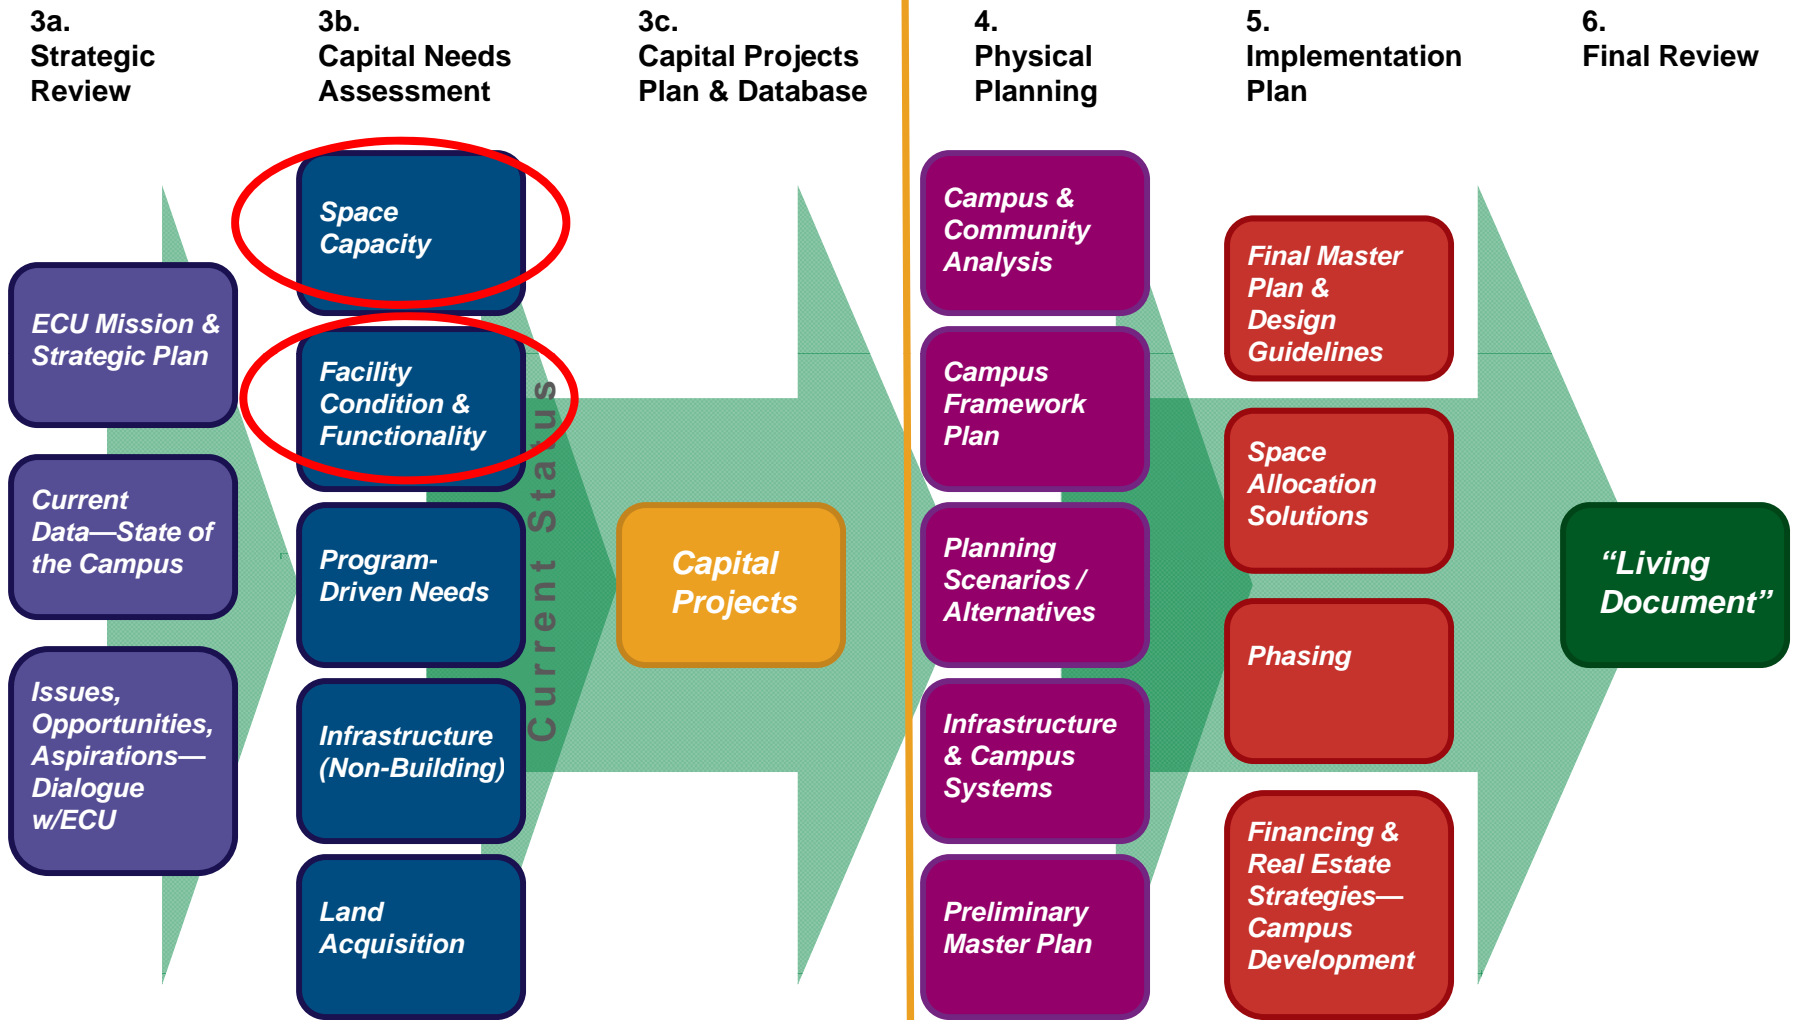 3a.
Strategic
Review
3b.
Capital Needs
Assessment
3c.
Capital Projects
Plan & Database
4.
Physical
Planning
5.
Implementation
Plan
6.
Final Review
ECU Mission &
Strategic Plan
Current
Data—State of
the Campus
Issues,
Opportunities,
Aspirations—
Dialogue
w/ECU
Space
Capacity
Facility
Condition &
Functionality
Program-
Driven Needs
Infrastructure
(Non-Building)
Land
Acquisition
Current Status
Capital
Projects
Campus &
Community
Analysis
Campus
Framework
Plan
Planning
Scenarios /
Alternatives
Infrastructure
& Campus
Systems
Preliminary
Master Plan
Final Master
Plan &
Design
Guidelines
Space
Allocation
Solutions
Phasing
Financing &
Real Estate
Strategies—
Campus
Development
“Living
Document”